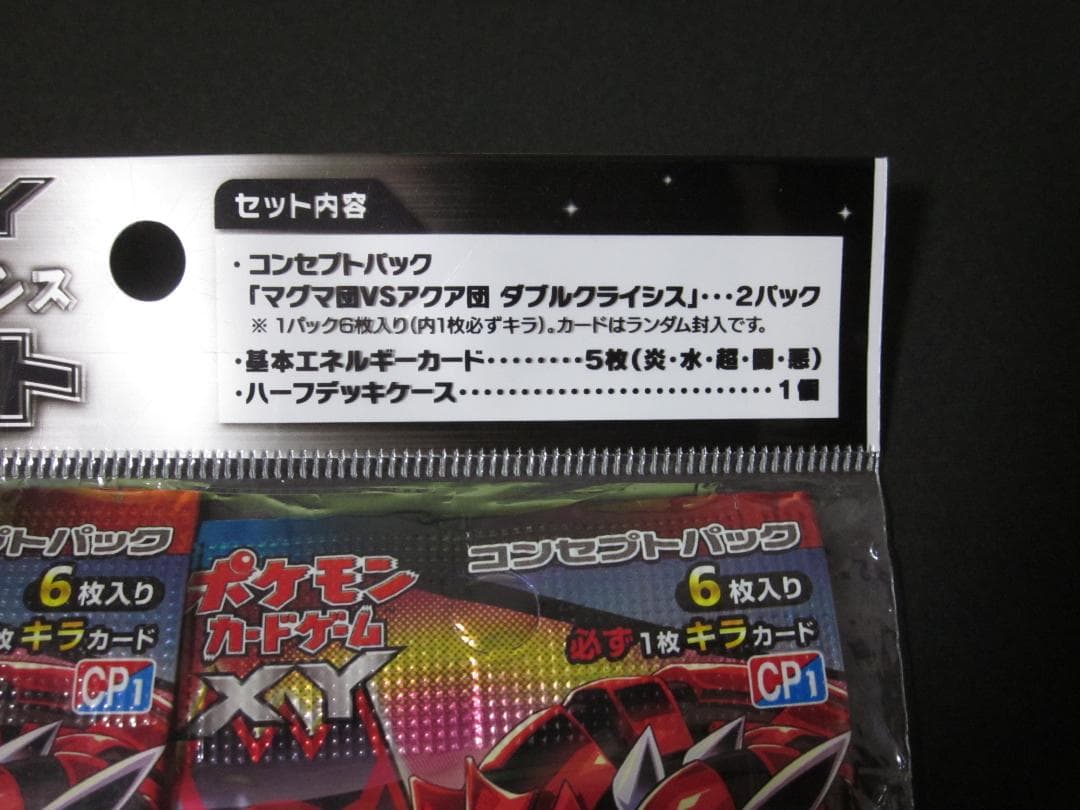 セット内容
・コンセプトパック
「マグマ団VSアクア団 ダブルクライシス」・・・2パック
※ 1パック6枚入り(内1枚必ずキラ)。カードはランダム封入です。
・基本エネルギーカード・・・・・・・・5枚(炎・水・超・闘・悪)
・ハーフデッキケース・・・・・・・・・・・・・・・・・・・・・・・・・・1個
Y
ンス
ト
プトパック
6枚入り
枚キラカード
CP1
コンセプトパック
ポケモン
カードゲーム
XY
6枚入り
必ず1枚キラカード
CP1